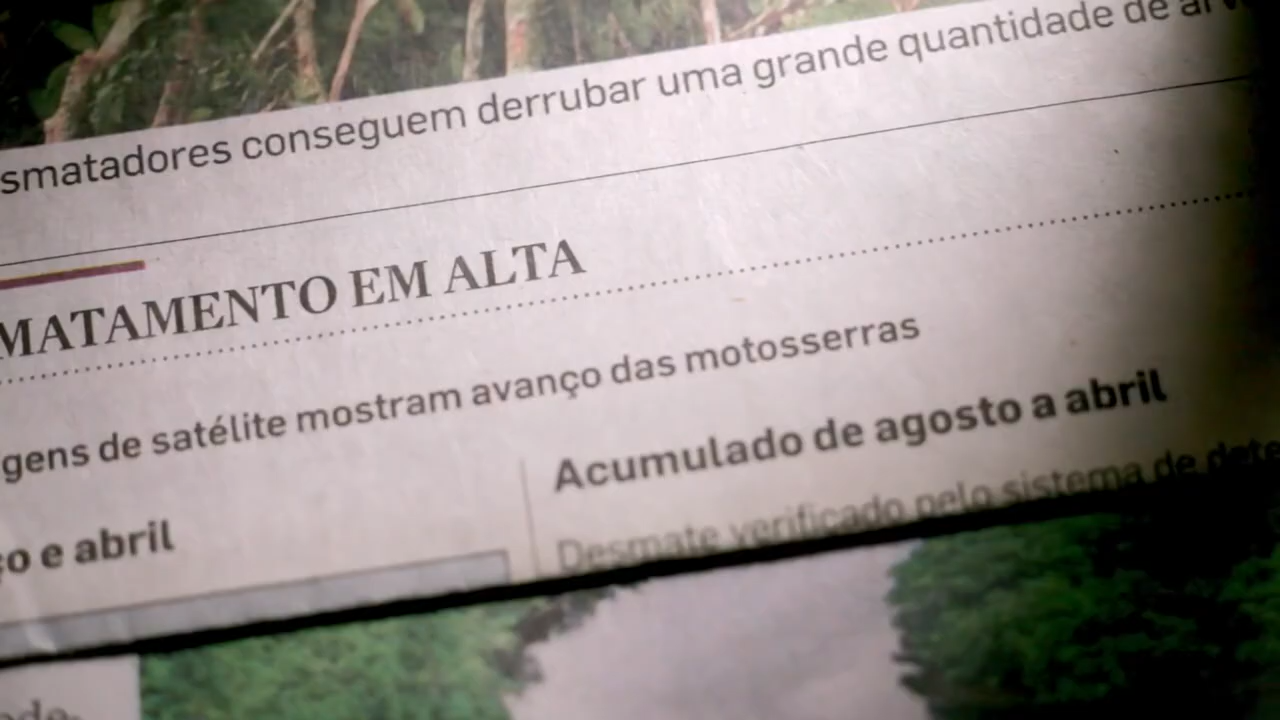 smatadores conseguem derrubar uma grande quantidade de
MATAMENTO EM ALTA
gens de satélite mostram avanço das motosserras
Acumulado de agosto a abril
Desmate verificado pelo sistema de dete
ço e abril